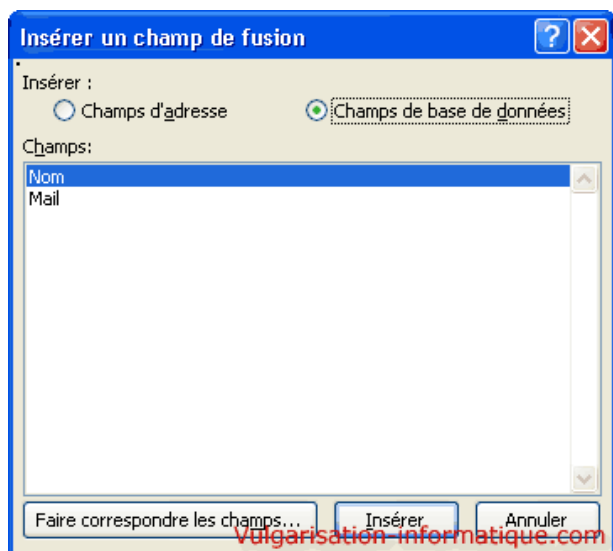 Insérer un champ de fusion
Insérer :
Champs d'adresse
Champs de base de données
Champs:
Nom
Mail
Faire correspondre les champs...
Insérer
Annuler
Vulgarisation-informatique.com